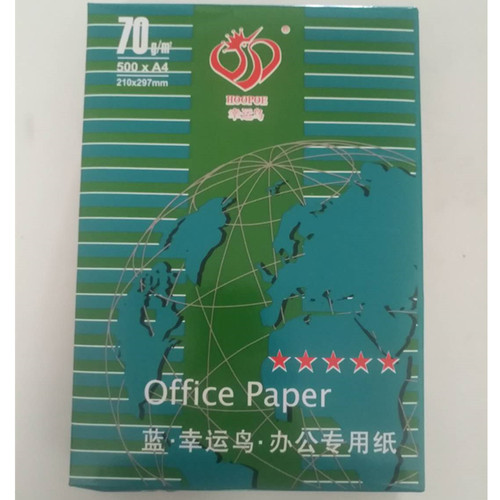 70g/m²
500 x A4
210x297mm
HOOPOE
幸运鸟
Office Paper
蓝·幸运鸟·办公专用纸